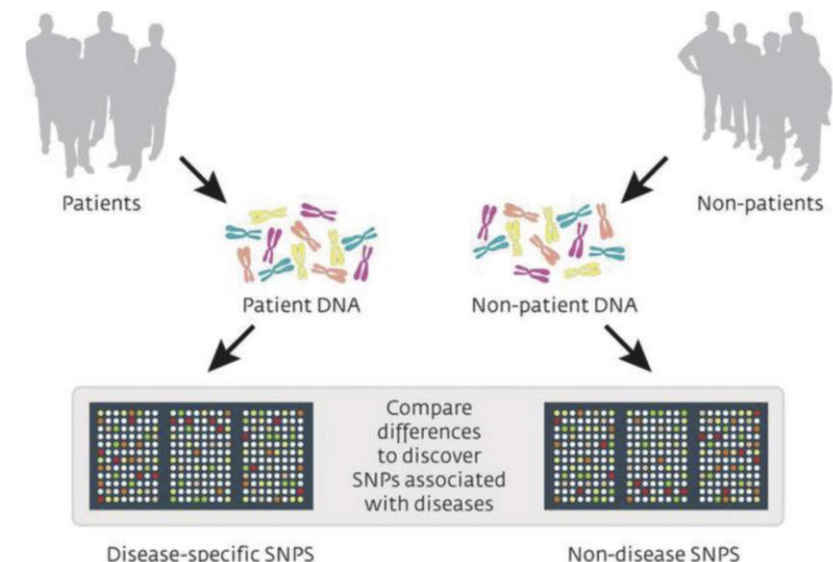 Patients
Non-patients
Patient DNA
Non-patient DNA
Compare
differences
to discover
SNPs associated
with diseases
Disease-specific SNPS
Non-disease SNPS